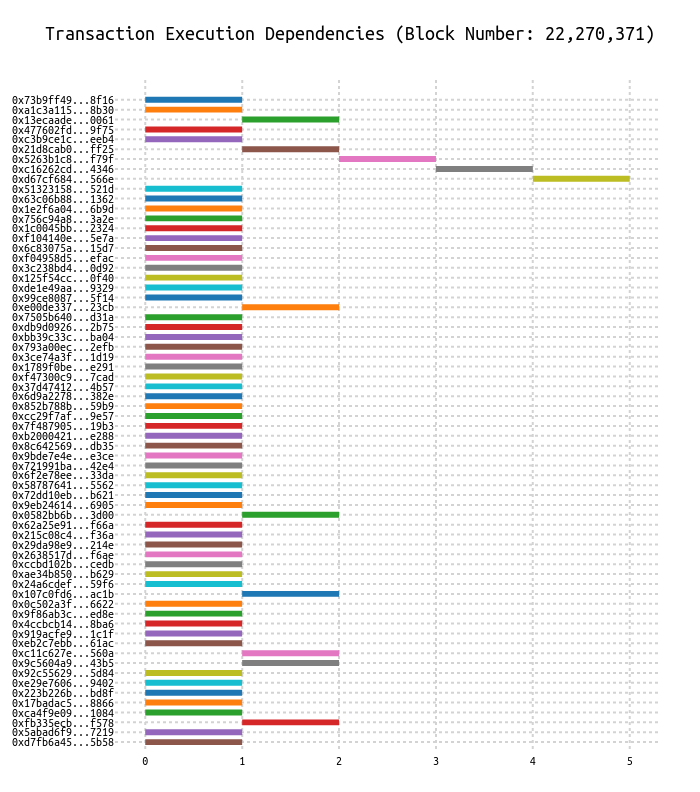 Transaction Execution Dependencies (Block Number: 22,270,371)
0x73b9ff49...8f16
0xa1c3a115...8b30
0x13ecaade...0061
0x477602fd...9f75
0xc3b9ce1c...eeb4
0x21d8cab0...ff25
0x5263b1c8...f79f
0xc16262cd...4346
0xd67cf684...566e
0x51323158...521d
0x63c06b88...1362
0x1e2f6a04...6b9d
0x756c94a8...3a2e
0x1c0045bb...2324
0xf104140e...5e7a
0x6c83075a...15d7
0xf04958d5...efac
0x3c238bd4...0d92
0x125f54cc...0f40
0xde1e49aa...9329
0x99ce8087...5f14
0xe00de337...23cb
0x7505b640...d31a
0xdb9d0926...2b75
0xbb39c33c...ba04
0x793a00ec...2efb
0x3ce74a3f...1d19
0x1789f0be...e291
0xf47300c9...7cad
0x37d47412...4b57
0x6d9a2278...382e
0x852b788b...59b9
0xcc29f7af...9e57
0x7f487905...19b3
0xb2000421...e288
0x8c642569...db35
0x9bde7e4e...e3ce
0x721991ba...42e4
0x6f2e78ee...33da
0x58787641...5562
0x72dd10eb...b621
0x9eb24614...6905
0x0582bb6b...3d00
0x62a25e91...f66a
0x215c08c4...f36a
0x29da98e9...214e
0x2638517d...f6ae
0xccbd102b...cedb
0xae34b850...b629
0x24a6cdef...59f6
0x107c0fd6...ac1b
0x0c502a3f...6622
0x9f86ab3c...ed8e
0x4ccbcb14...8ba6
0x919acfe9...1c1f
0xeb2c7ebb...61ac
0xc11c627e...560a
0x9c5604a9...43b5
0x92c55629...5d84
0xe29e7606...9402
0x223b226b...bd8f
0x17badac5...8866
0xca4f9e09...1084
0xfb335ecb...f578
0x5abad6f9...7219
0xd7fb6a45...5b58
0 1 2 3 4 5